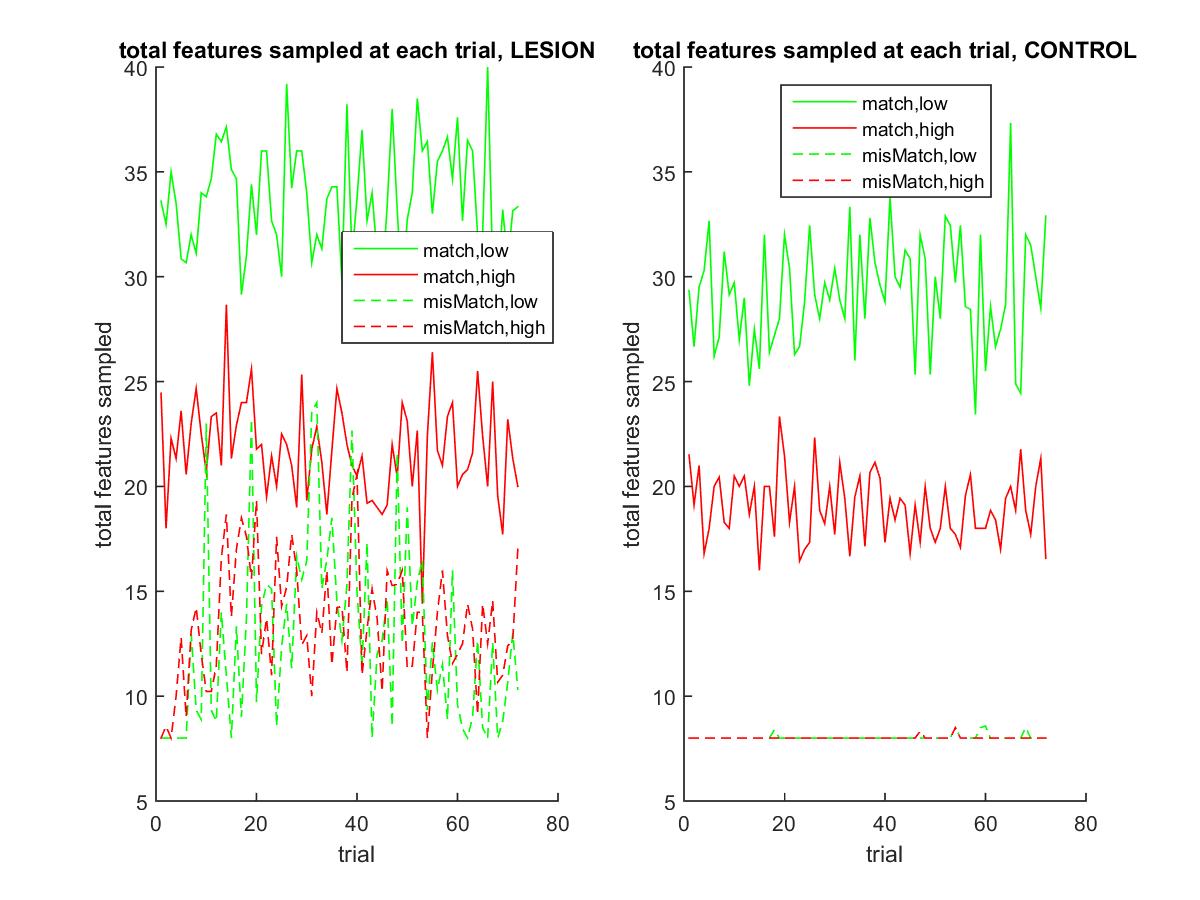 total features sampled at each trial, LESION
40
35
30
25
20
15
10
5
0
20
40
60
80
trial
total features sampled
match,low
match,high
misMatch,low
misMatch,high
total features sampled at each trial, CONTROL
40
35
30
25
20
15
10
5
0
20
40
60
80
trial
total features sampled
match,low
match,high
misMatch,low
misMatch,high